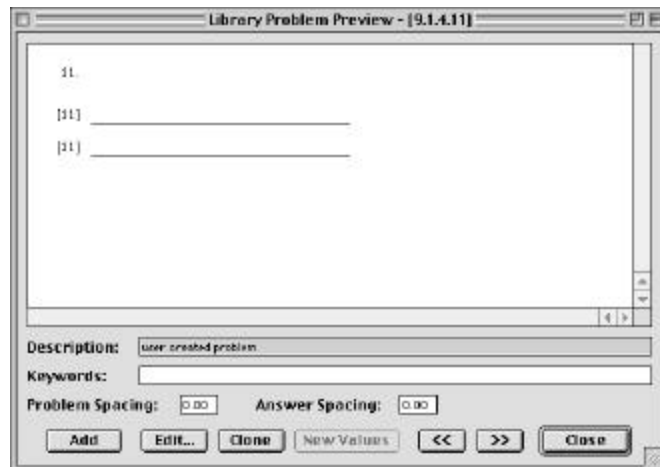 Library Problem Preview - [9.1.4.11]
11.
[11]
[11]
Description: user created problem
Keywords:
Problem Spacing: 0.00 Answer Spacing: 0.00
Add Edit... Clone New Values << >> Close